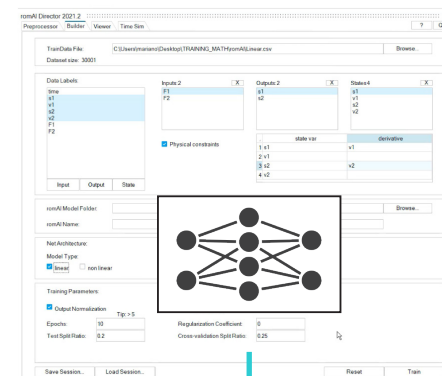 romAI Director 2021.2
Preprocessor Builder Viewer Time Sim ?
TrainData File: C:\Users\mariano\Desktop\TRAINING_MATH\romAI\Linear.csv Browse...
Dataset size: 30001
Data Labels: Inputs:2 X Outputs:2 X States:4 X
time F1 s1 s1
s1 F2 s2 v1
v1 s2
s2 v2
v2
F1
F2
Physical constraints
state var derivative
1 s1 v1
2 v1
3 s2 v2
4 v2
Input Output State
romAI Model Folder: Browse...
romAI Name:
Net Architecture:
Model Type:
linear non linear
Training Parameters:
Output Normalization
Tip: > 5
Epochs: 10 Regularization Coefficient: 0
Test Split Ratio: 0.2 Cross-validation Split Ratio: 0.25
Save Session... Load Session... Reset Train